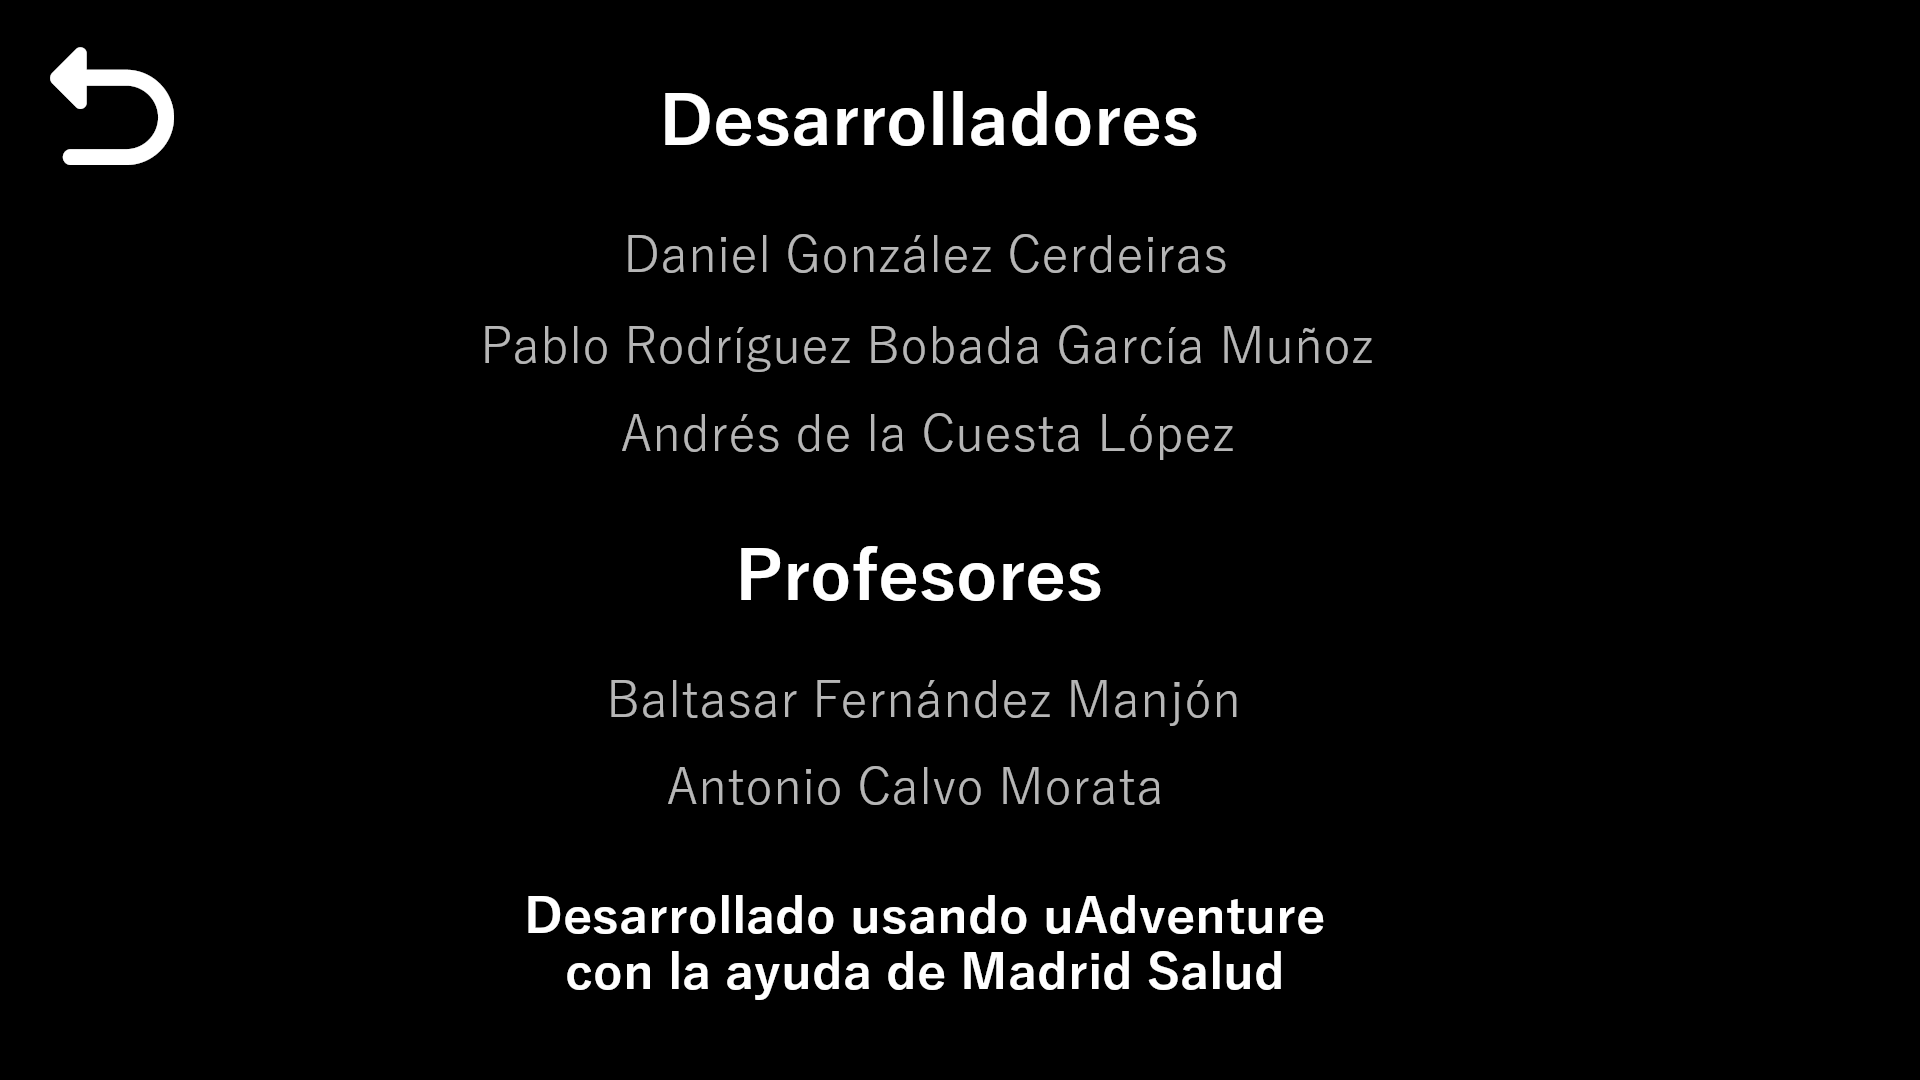 Desarrolladores
Daniel González Cerdeiras
Pablo Rodríguez Bobada García Muñoz
Andrés de la Cuesta López
Profesores
Baltasar Fernández Manjón
Antonio Calvo Morata
Desarrollado usando uAdventure
con la ayuda de Madrid Salud